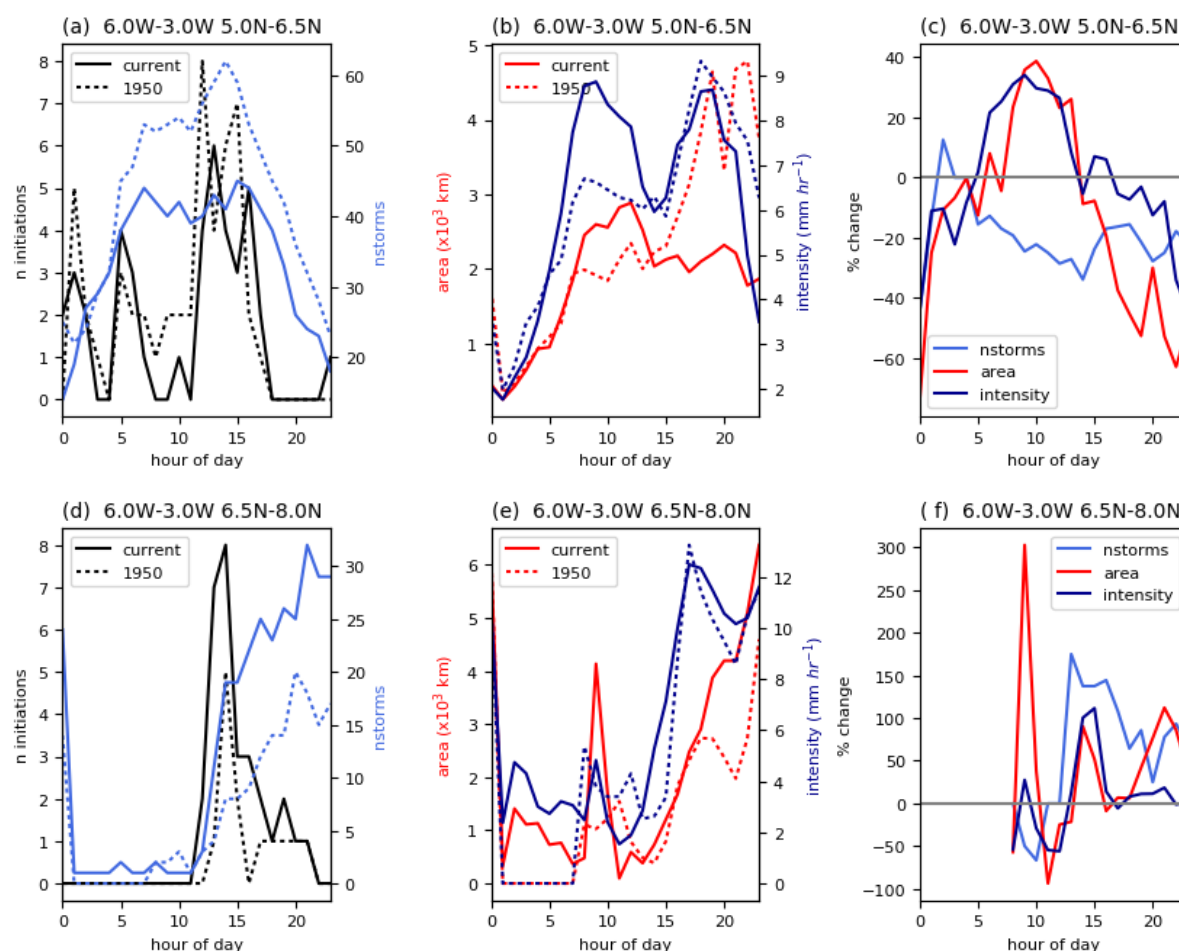 (a) 6.0W-3.0W 5.0N-6.5N
8
7
6
5
4
3
2
1
0
n initiations
current
1950
60
50
40
30
20
nstorms
0 5 10 15 20
hour of day
(b) 6.0W-3.0W 5.0N-6.5N
5
4
3
2
1
area (x10³ km)
current
1950
9
8
7
6
5
4
3
2
intensity (mm hr⁻¹)
0 5 10 15 20
hour of day
(c) 6.0W-3.0W 5.0N-6.5N
40
20
0
−20
−40
−60
% change
nstorms
area
intensity
0 5 10 15 20
hour of day
(d) 6.0W-3.0W 6.5N-8.0N
8
7
6
5
4
3
2
1
0
n initiations
current
1950
30
25
20
15
10
5
0
nstorms
0 5 10 15 20
hour of day
(e) 6.0W-3.0W 6.5N-8.0N
6
5
4
3
2
1
0
area (x10³ km)
current
1950
12
10
8
6
4
2
0
intensity (mm hr⁻¹)
0 5 10 15 20
hour of day
( f) 6.0W-3.0W 6.5N-8.0N
300
250
200
150
100
50
0
−50
−100
% change
nstorms
area
intensity
0 5 10 15 20
hour of day